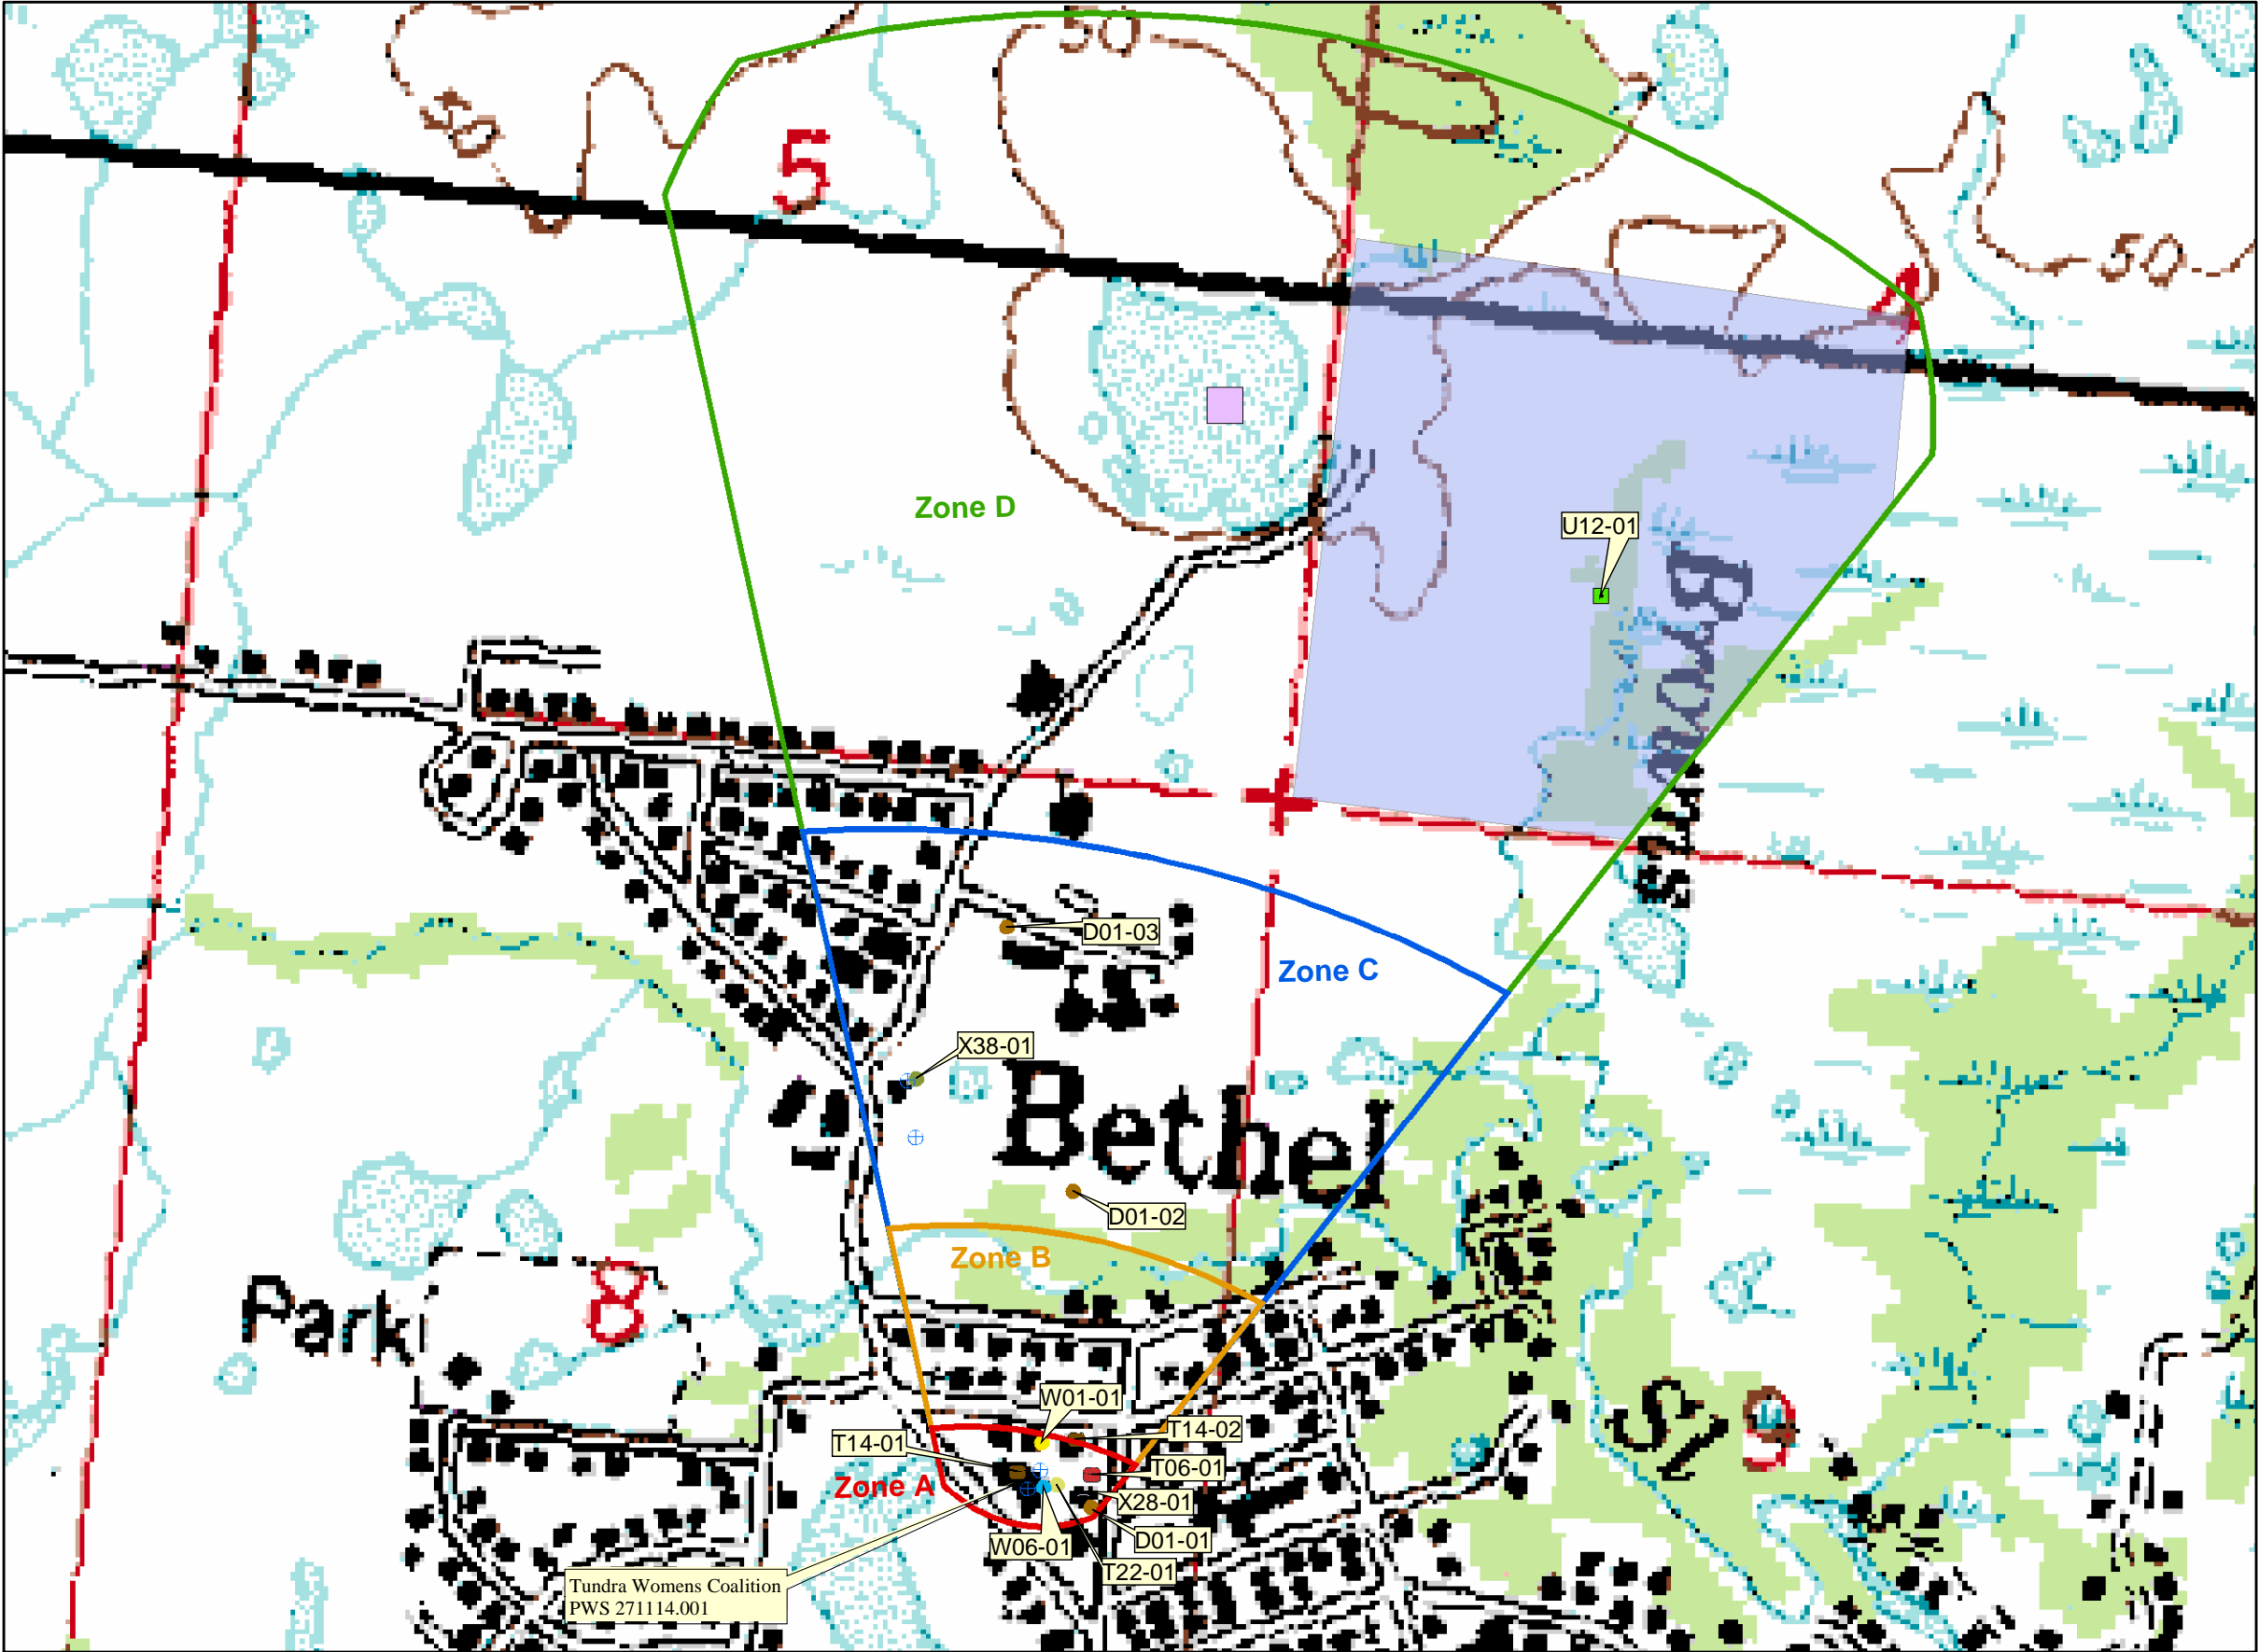 50
50
5
1
50
Zone D
U12-01
Brown
Slns
D01-03
Zone C
X38-01
Bethel
D01-02
Zone B
Park
8
W01-01
T14-02
T14-01
T06-01
Zone A
X28-01
D01-01
W06-01
T22-01
Sl
9
Tundra Womens Coalition
PWS 271114.001